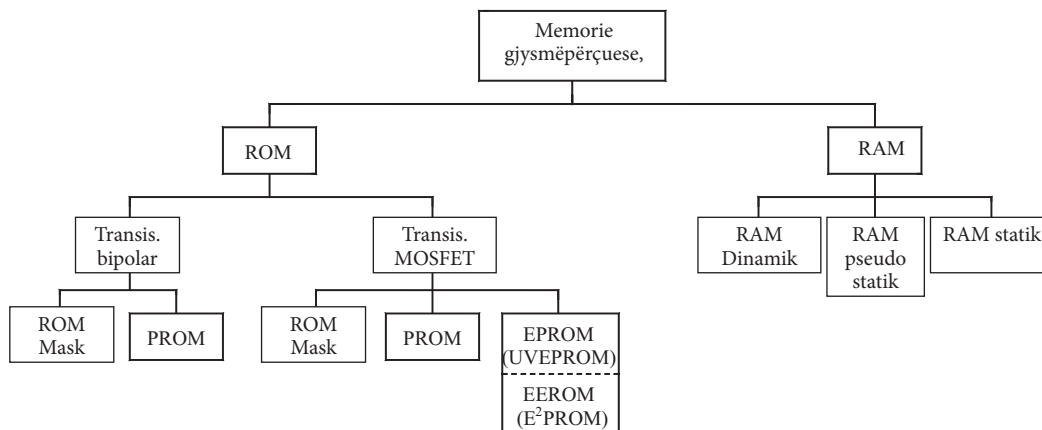 Memorie
gjysmëpërçuese,
ROM
RAM
Transis.
bipolar
Transis.
MOSFET
RAM
Dinamik
RAM
pseudo
statik
RAM statik
ROM
Mask
PROM
ROM
Mask
PROM
EPROM
(UVEPROM)
EEROM
(E²PROM)